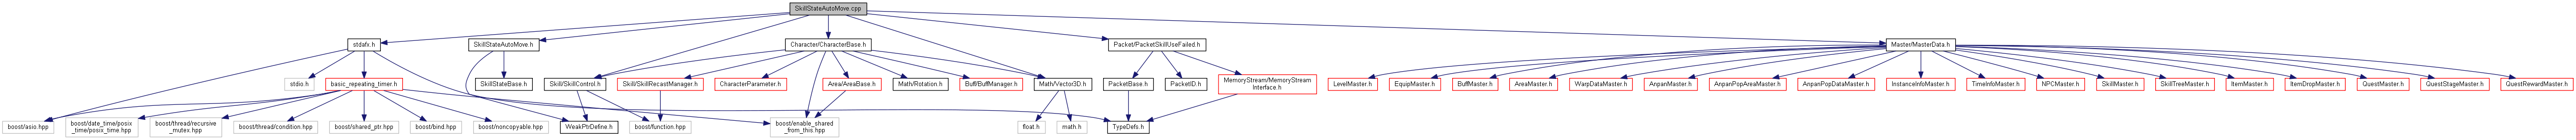 SkillStateAutoMove.cpp
stdafx.h
SkillStateAutoMove.h
Character/CharacterBase.h
Packet/PacketSkillUseFailed.h
Master/MasterData.h
stdio.h
basic_repeating_timer.h
SkillStateBase.h
Skill/SkillControl.h
Skill/SkillRecastManager.h
CharacterParameter.h
Area/AreaBase.h
Math/Rotation.h
Buff/BuffManager.h
Math/Vector3D.h
PacketBase.h
PacketID.h
MemoryStream/MemoryStream
Interface.h
LevelMaster.h
EquipMaster.h
BuffMaster.h
AreaMaster.h
WarpDataMaster.h
AnpanMaster.h
AnpanPopAreaMaster.h
AnpanPopDataMaster.h
InstanceInfoMaster.h
TimeInfoMaster.h
NPCMaster.h
SkillMaster.h
SkillTreeMaster.h
ItemMaster.h
ItemDropMaster.h
QuestMaster.h
QuestStageMaster.h
QuestRewardMaster.h
boost/asio.hpp
boost/date_time/posix
_time/posix_time.hpp
boost/thread/recursive
_mutex.hpp
boost/thread/condition.hpp
boost/shared_ptr.hpp
boost/bind.hpp
boost/noncopyable.hpp
WeakPtrDefine.h
boost/function.hpp
boost/enable_shared
_from_this.hpp
float.h
math.h
TypeDefs.h